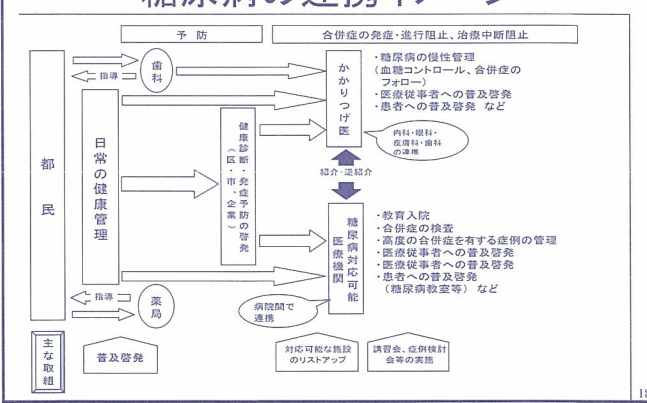 糖尿病の連携イメージ
予 防
合併症の発症・進行阻止、治療中断阻止
都民
指導
歯科
日常の健康管理
健康診断・発症予防の啓発
(区・市、企業)
かかりつけ医
・糖尿病の慢性管理
(血糖コントロール、合併症の
フォロー)
・医療従事者への普及啓発
・患者への普及啓発 など
内科・眼科・
皮膚科・歯科
の連携
紹介・逆紹介
糖尿病対応可能
医療機関
・教育入院
・合併症の検査
・高度の合併症を有する症例の管理
・医療従事者への普及啓発
・医療従事者への普及啓発
・患者への普及啓発
(糖尿病教室等) など
指導
薬局
病院間で
連携
主な取組
普及啓発
対応可能な施設
のリストアップ
講習会、症例検討
会等の実施